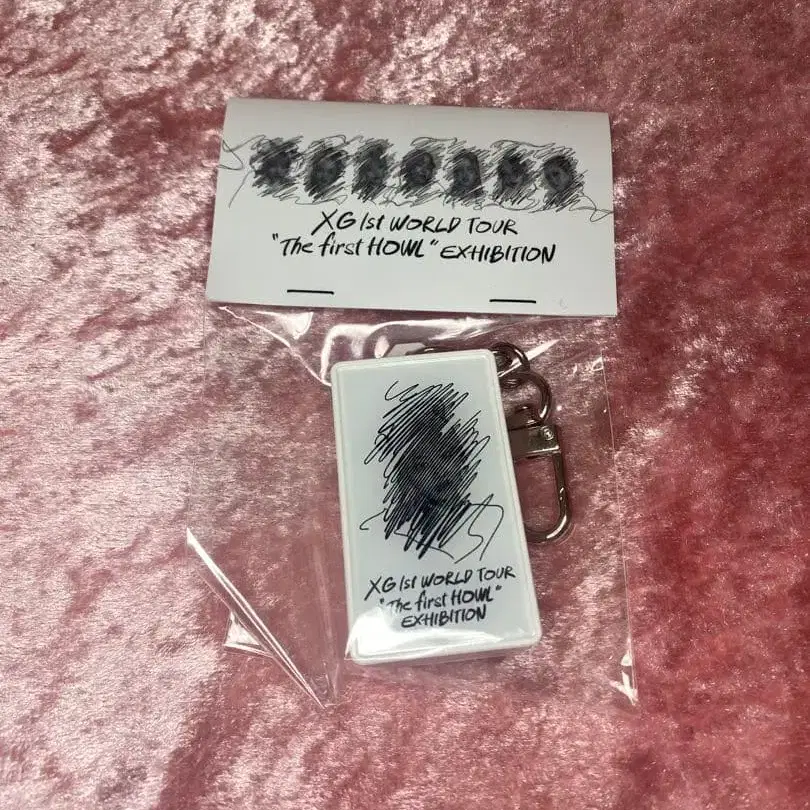 XG 1st WORLD TOUR
"The first HOWL" EXHIBITION
XG 1st WORLD TOUR
"The first HOWL"
EXHIBITION